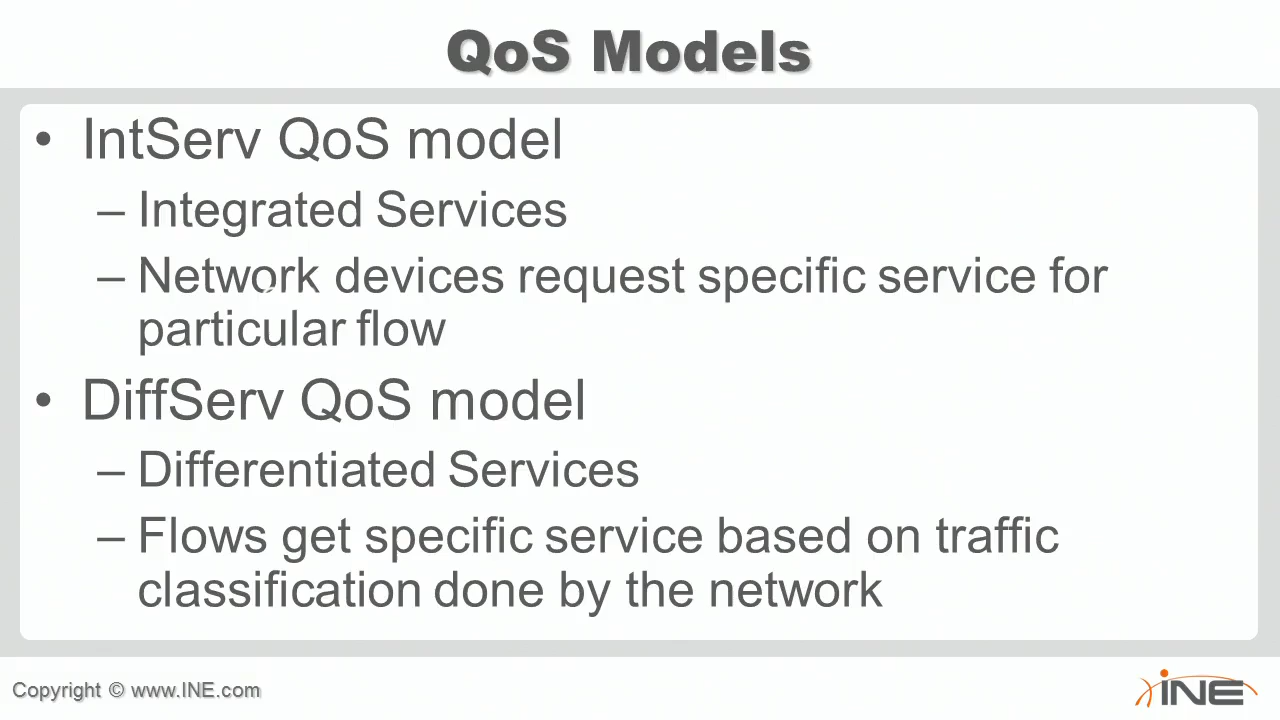 QoS Models
• IntServ QoS model
– Integrated Services
– Network devices request specific service for
particular flow
• DiffServ QoS model
– Differentiated Services
– Flows get specific service based on traffic
classification done by the network
Copyright © www.INE.com
INE